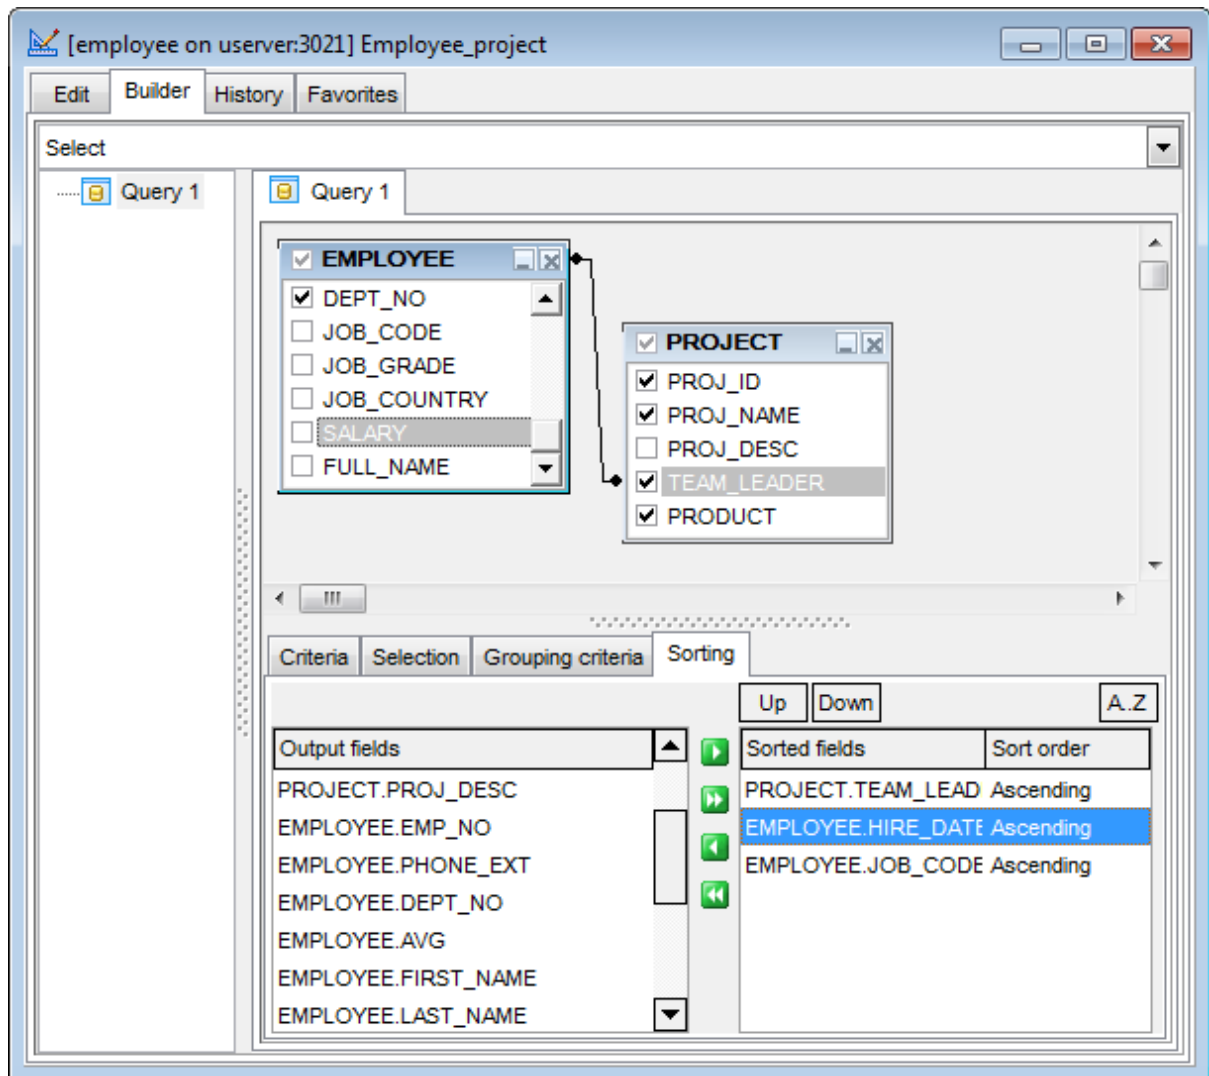 [employee on userver:3021] Employee_project
Edit Builder History Favorites
Select
Query 1
Query 1
EMPLOYEE
DEPT_NO
JOB_CODE
JOB_GRADE
JOB_COUNTRY
SALARY
FULL_NAME
PROJECT
PROJ_ID
PROJ_NAME
PROJ_DESC
TEAM_LEADER
PRODUCT
Criteria Selection Grouping criteria Sorting
Up Down A..Z
Output fields
PROJECT.PROJ_DESC
EMPLOYEE.EMP_NO
EMPLOYEE.PHONE_EXT
EMPLOYEE.DEPT_NO
EMPLOYEE.AVG
EMPLOYEE.FIRST_NAME
EMPLOYEE.LAST_NAME
Sorted fields Sort order
PROJECT.TEAM_LEAD Ascending
EMPLOYEE.HIRE_DATE Ascending
EMPLOYEE.JOB_CODE Ascending